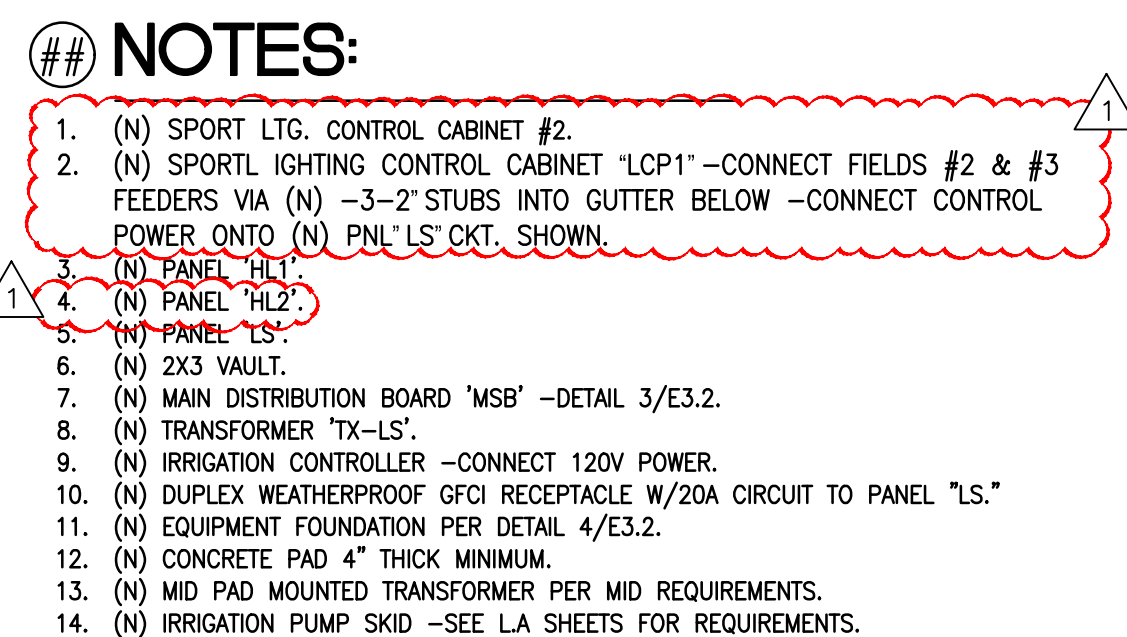 ## NOTES:
1
1. (N) SPORT LTG. CONTROL CABINET #2.
2. (N) SPORTL IGHTING CONTROL CABINET “LCP1” –CONNECT FIELDS #2 & #3
FEEDERS VIA (N) –3–2” STUBS INTO GUTTER BELOW –CONNECT CONTROL
POWER ONTO (N) PNL” LS” CKT. SHOWN.
3. (N) PANEL 'HL1'.
1
4. (N) PANEL 'HL2'.
5. (N) PANEL 'LS'.
6. (N) 2X3 VAULT.
7. (N) MAIN DISTRIBUTION BOARD 'MSB' –DETAIL 3/E3.2.
8. (N) TRANSFORMER 'TX–LS'.
9. (N) IRRIGATION CONTROLLER –CONNECT 120V POWER.
10. (N) DUPLEX WEATHERPROOF GFCI RECEPTACLE W/20A CIRCUIT TO PANEL "LS."
11. (N) EQUIPMENT FOUNDATION PER DETAIL 4/E3.2.
12. (N) CONCRETE PAD 4" THICK MINIMUM.
13. (N) MID PAD MOUNTED TRANSFORMER PER MID REQUIREMENTS.
14. (N) IRRIGATION PUMP SKID –SEE L.A SHEETS FOR REQUIREMENTS.